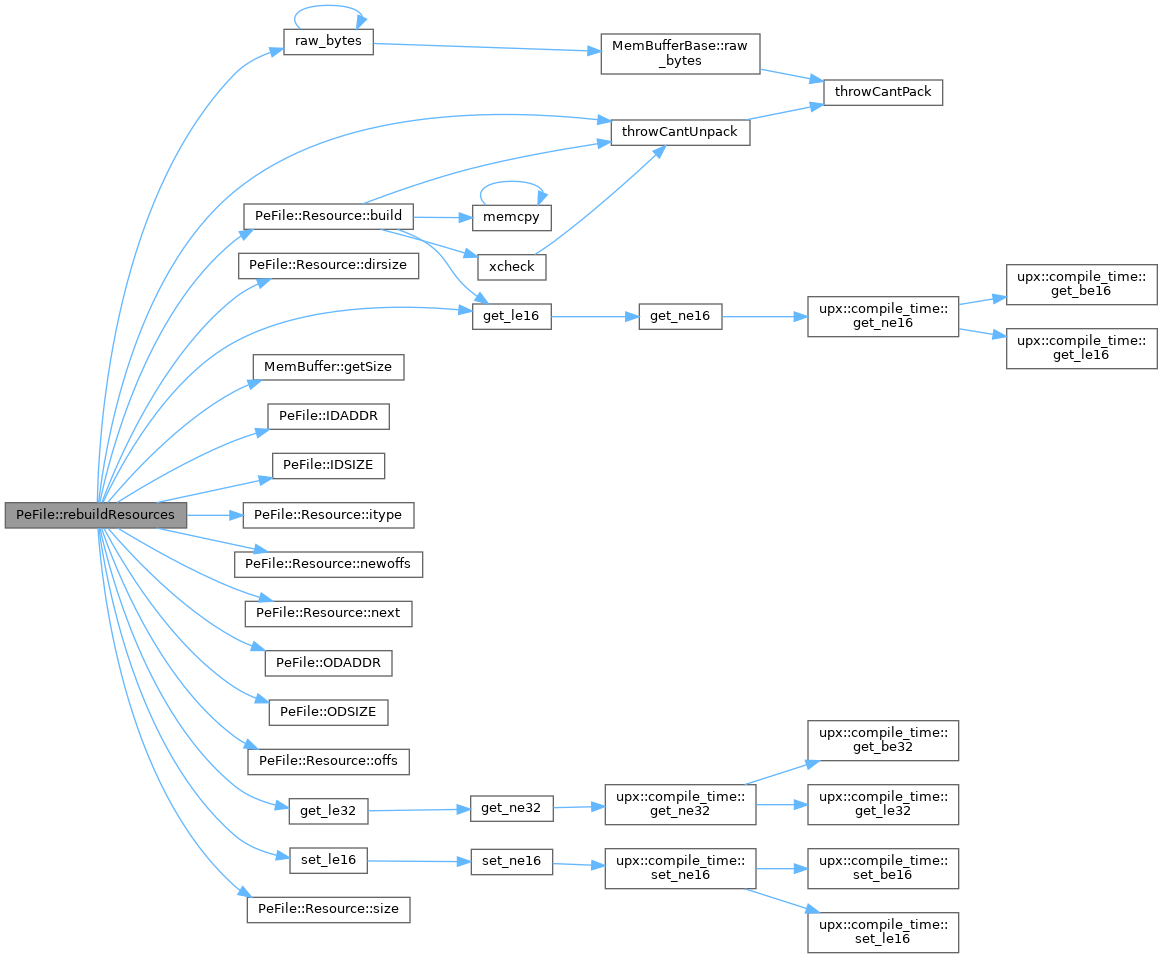 raw_bytes
MemBufferBase::raw
_bytes
throwCantPack
throwCantUnpack
PeFile::Resource::build
memcpy
PeFile::Resource::dirsize
xcheck
upx::compile_time::
get_be16
get_le16
get_ne16
upx::compile_time::
get_ne16
upx::compile_time::
get_le16
MemBuffer::getSize
PeFile::IDADDR
PeFile::IDSIZE
PeFile::rebuildResources
PeFile::Resource::itype
PeFile::Resource::newoffs
PeFile::Resource::next
PeFile::ODADDR
PeFile::ODSIZE
upx::compile_time::
get_be32
PeFile::Resource::offs
get_le32
get_ne32
upx::compile_time::
get_ne32
upx::compile_time::
get_le32
set_le16
set_ne16
upx::compile_time::
set_ne16
upx::compile_time::
set_be16
PeFile::Resource::size
upx::compile_time::
set_le16